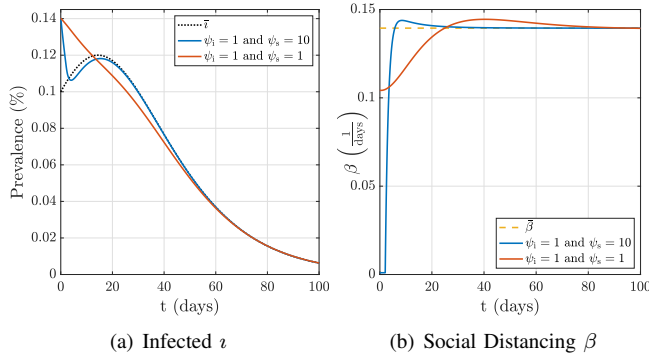 0.14
0.12
0.1
0.08
0.06
0.04
0.02
0
Prevalence (%)
0 20 40 60 80 100
t (days)
ῑ
ψi = 1 and ψs = 10
ψi = 1 and ψs = 1
(a) Infected ı
0.15
0.1
0.05
0
β (1/days)
0 20 40 60 80 100
t (days)
β̄
ψi = 1 and ψs = 10
ψi = 1 and ψs = 1
(b) Social Distancing β